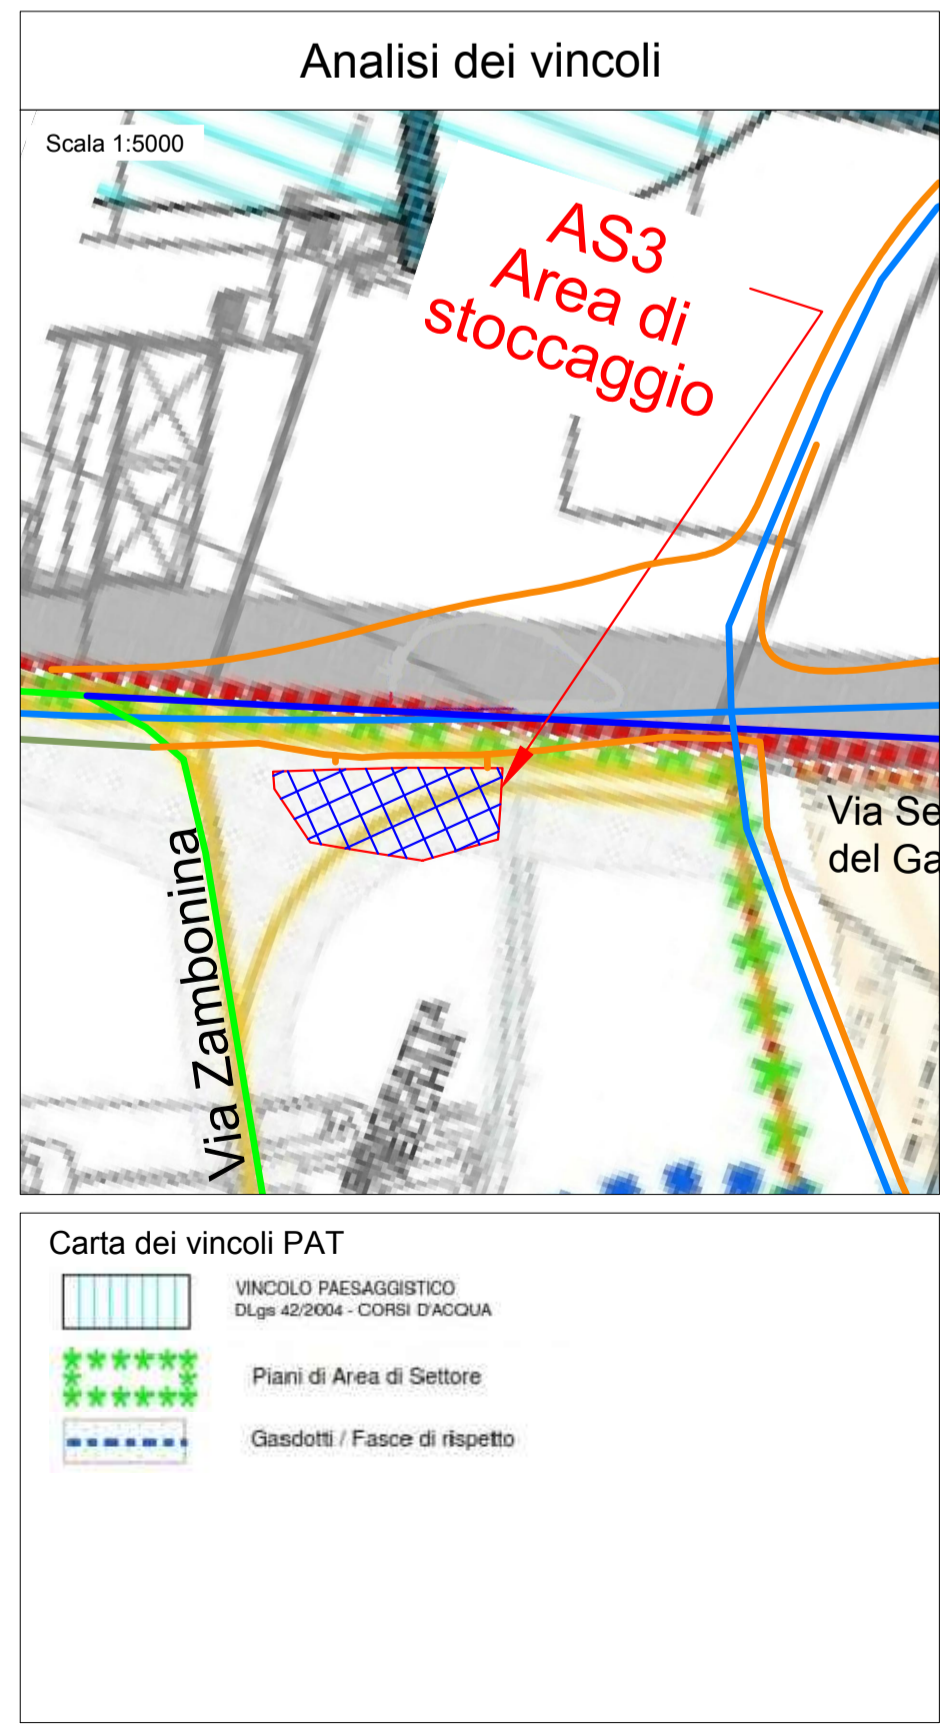 Analisi dei vincoli
Scala 1:5000
AS3
Area di
stoccaggio
Via Se
del Ga
Via Zambonina
Carta dei vincoli PAT
VINCOLO PAESAGGISTICO
DLgs 42/2004 - CORSI D'ACQUA
Piani di Area di Settore
Gasdotti / Fasce di rispetto